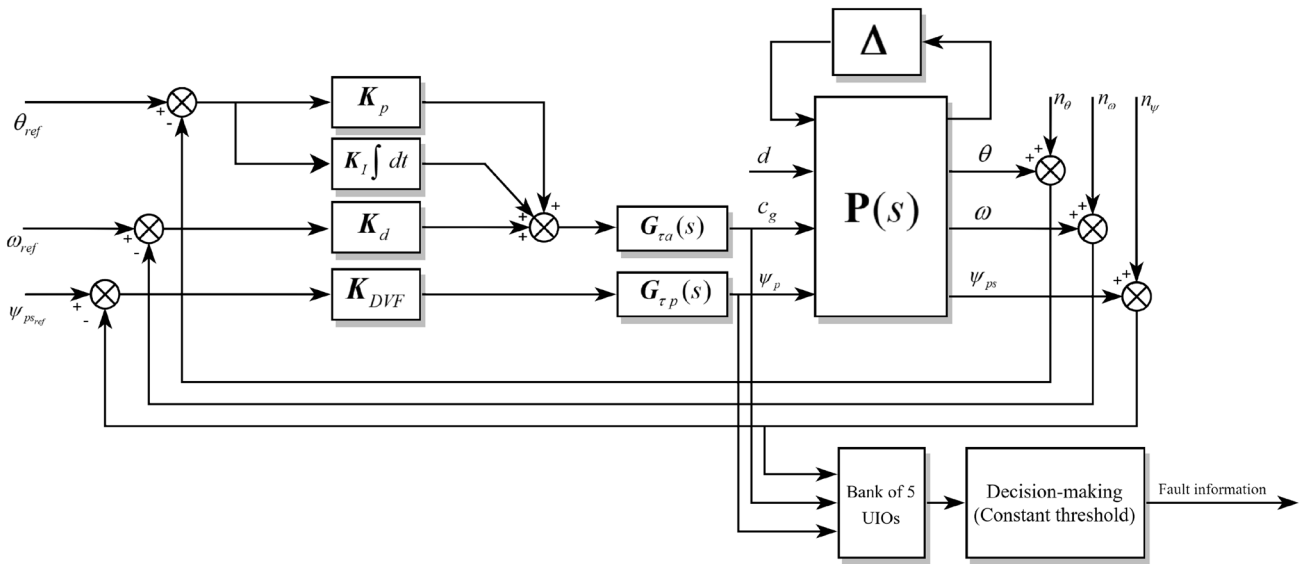 Δ
K_p
n_θ
n_ω
n_ψ
+
-
θ_ref
+ +
K_I ∫ dt
d
θ
P(s)
c_g
ω
+ +
K_d
+
+
+
G_τa(s)
ω_ref
+
-
K_DVF
G_τp(s)
ψ_p
ψ_ps
+ +
ψ_ps_ref
+
-
Bank of 5
UIOs
Decision-making
(Constant threshold)
Fault information